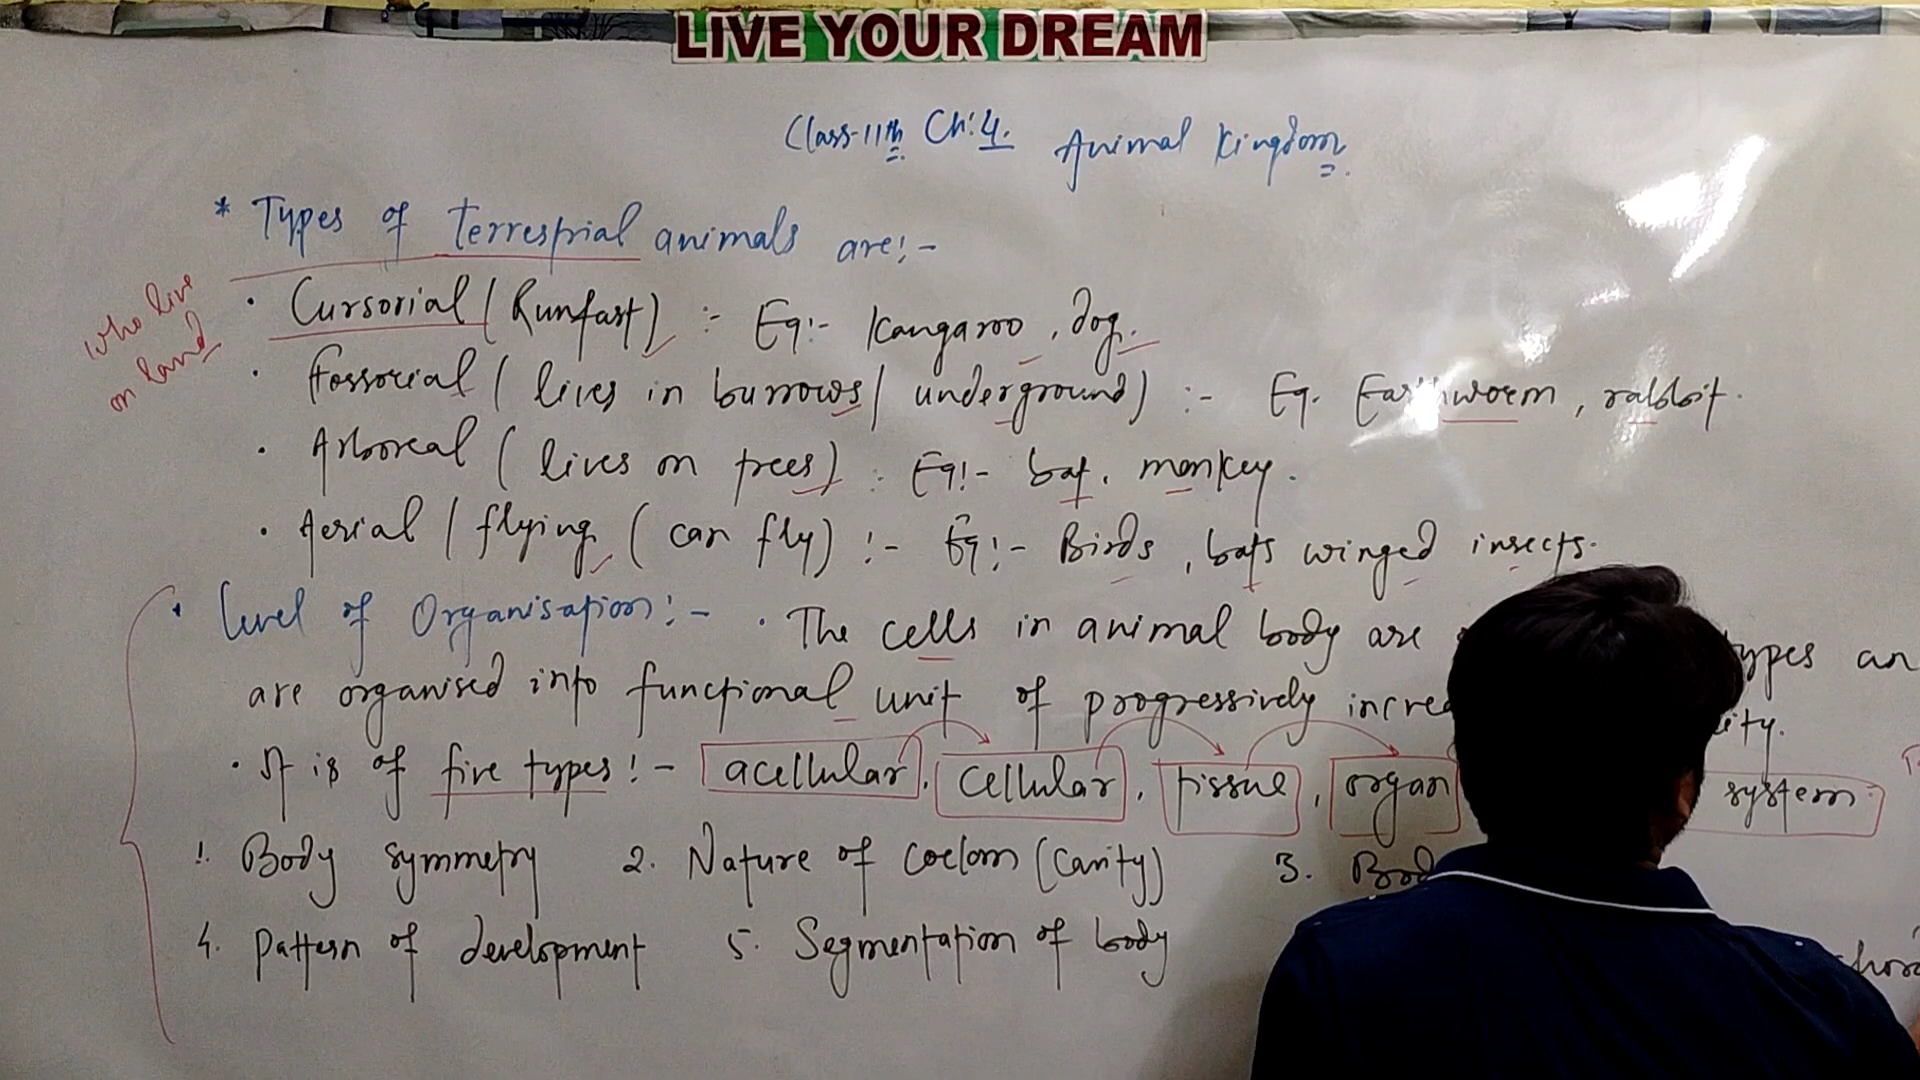 LIVE YOUR DREAM
Class-11th Ch:4. Animal Kingdom
* Types of Terrestrial animals are:-
who live
on land
• Cursorial (Runfast) :- Eg:- Kangaroo, dog.
• Fossorial (lives in burrows/underground) :- Eg. Earthworm, rabbit.
• Arboreal (lives on trees) : Eg:- bat, monkey.
• Aerial / flying (can fly) :- Eg:- Birds, bats winged insects.
• Level of Organisation:- • The cells in animal body are
are organised into functional unit of progressively
• It is of five types:- acellular, cellular, tissue, organ system.
1. Body symmetry 2. Nature of coelom (cavity) 3.
4. Pattern of development 5. Segmentation of body